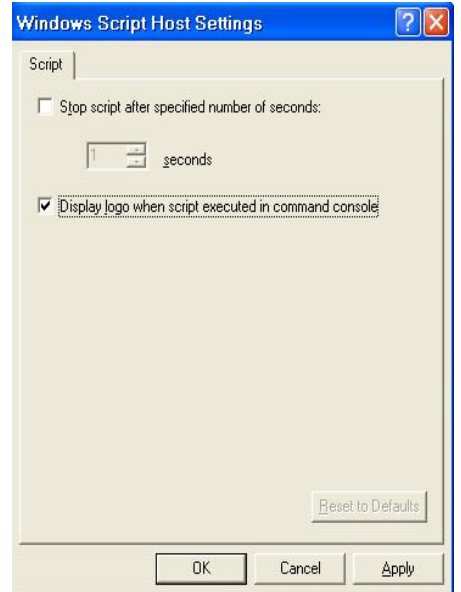 Windows Script Host Settings
Script
Stop script after specified number of seconds:
1 seconds
Display logo when script executed in command console
Reset to Defaults
OK Cancel Apply